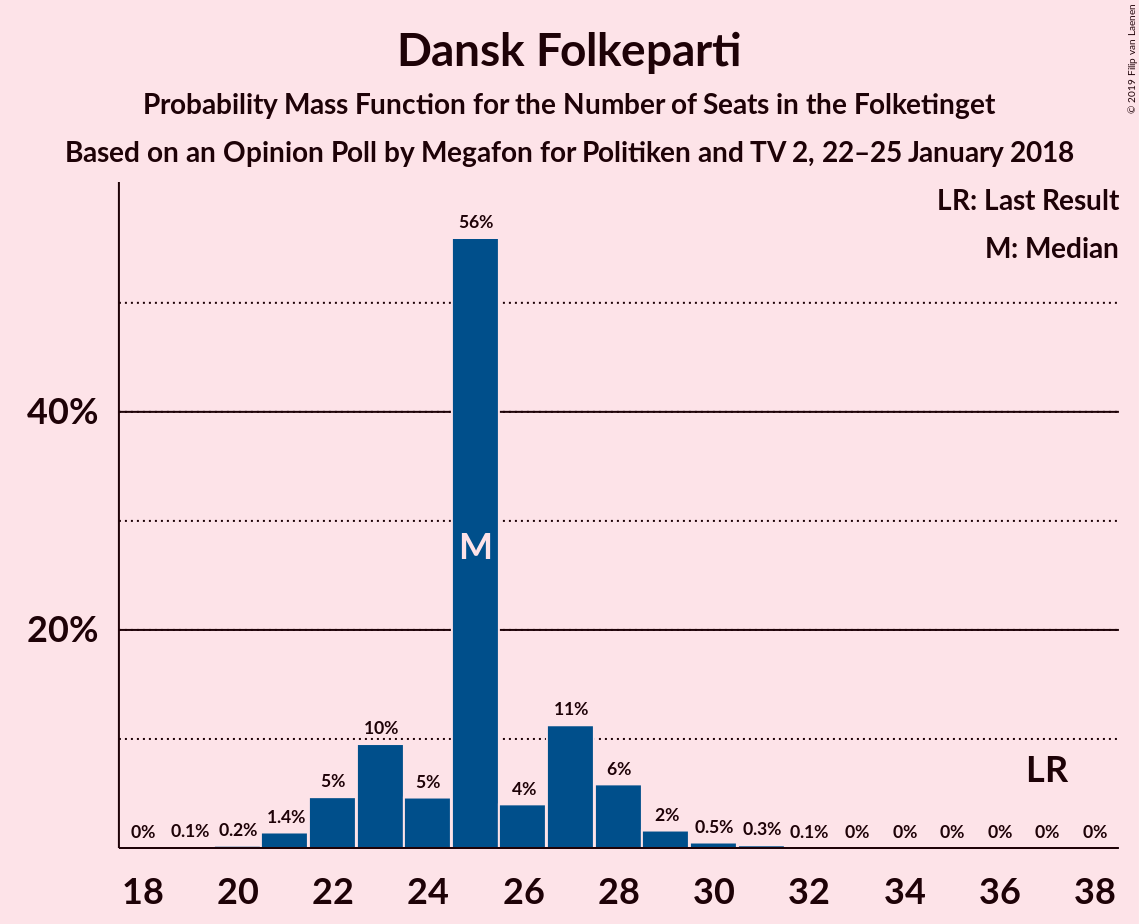 Dansk Folkeparti
Probability Mass Function for the Number of Seats in the Folketinget
Based on an Opinion Poll by Megafon for Politiken and TV 2, 22–25 January 2018
© 2019 Filip van Laenen
LR: Last Result
M: Median
56%
40%
M
20%
11%
10%
LR
6%
5%
5%
4%
2%
1.4%
0.5%
0.3%
0% 0.1% 0.2% 0.1% 0% 0% 0% 0% 0% 0%
18 20 22 24 26 28 30 32 34 36 38